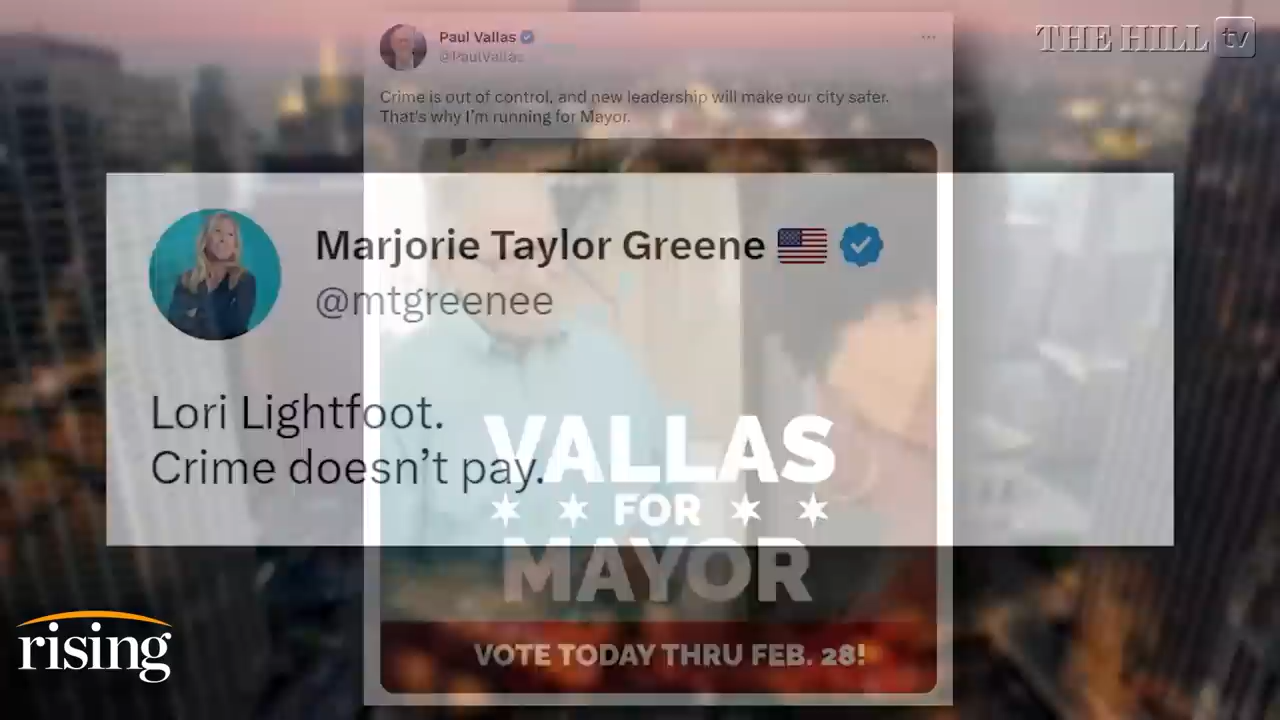 THE HILL tv
Paul Vallas
@PaulVallas
Crime is out of control, and new leadership will make our city safer.
That's why I'm running for Mayor.
Marjorie Taylor Greene
@mtgreenee
Lori Lightfoot.
Crime doesn't pay.
VALLAS
FOR
MAYOR
VOTE TODAY THRU FEB. 28!
rising